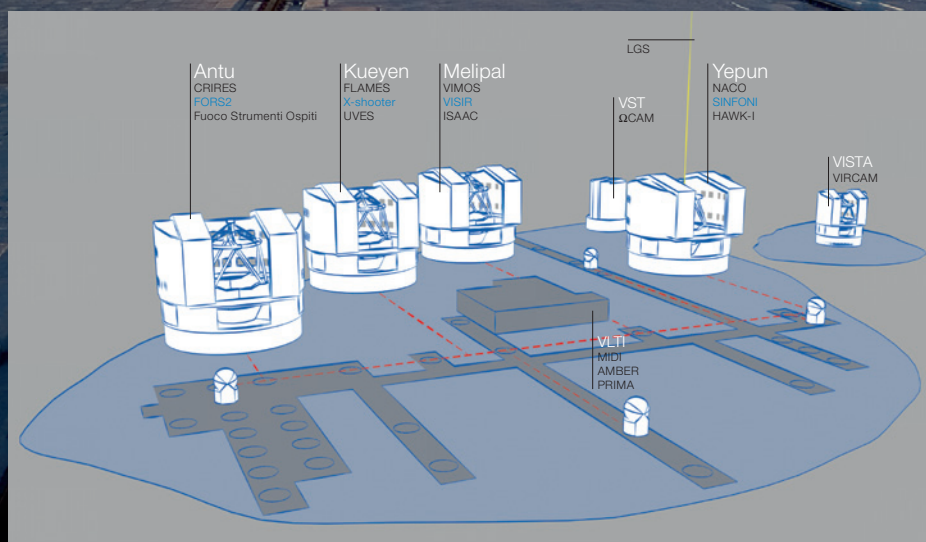 Antu
CRIRES
FORS2
Fuoco Strumenti Ospiti
Kueyen
FLAMES
X-shooter
UVES
Melipal
VIMOS
VISIR
ISAAC
LGS
VST
ΩCAM
Yepun
NACO
SINFONI
HAWK-I
VISTA
VIRCAM
VLTI
MIDI
AMBER
PRIMA